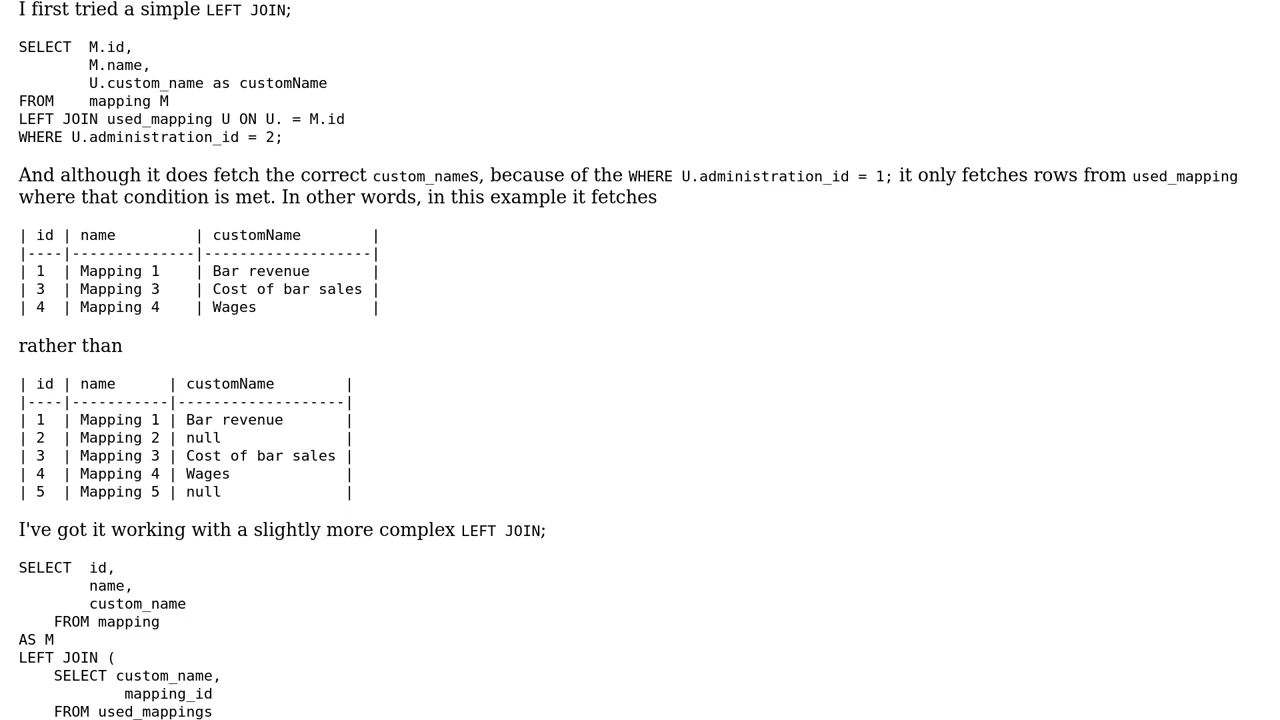 I first tried a simple LEFT JOIN;
SELECT  M.id,
        M.name,
        U.custom_name as customName
FROM    mapping M
LEFT JOIN used_mapping U ON U. = M.id
WHERE U.administration_id = 2;
And although it does fetch the correct custom_names, because of the WHERE U.administration_id = 1; it only fetches rows from used_mapping
where that condition is met. In other words, in this example it fetches
| id | name         | customName        |
|----|--------------|-------------------|
| 1  | Mapping 1    | Bar revenue       |
| 3  | Mapping 3    | Cost of bar sales |
| 4  | Mapping 4    | Wages             |
rather than
| id | name      | customName        |
|----|-----------|-------------------|
| 1  | Mapping 1 | Bar revenue       |
| 2  | Mapping 2 | null              |
| 3  | Mapping 3 | Cost of bar sales |
| 4  | Mapping 4 | Wages             |
| 5  | Mapping 5 | null              |
I've got it working with a slightly more complex LEFT JOIN;
SELECT  id,
        name,
        custom_name
    FROM mapping
AS M
LEFT JOIN (
    SELECT custom_name,
            mapping_id
    FROM used_mappings